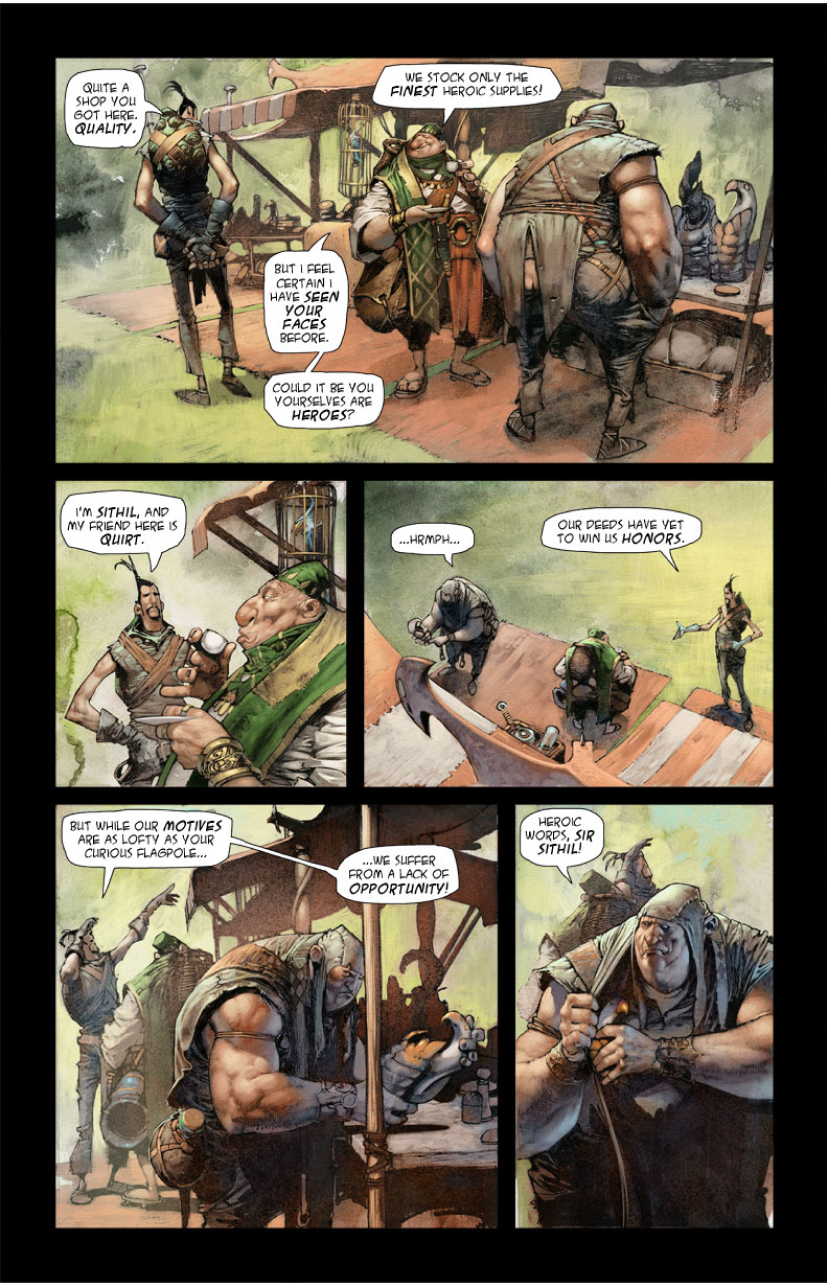 QUITE A
SHOP YOU
GOT HERE.
QUALITY.
WE STOCK ONLY THE
FINEST HEROIC SUPPLIES!
BUT I FEEL
CERTAIN I
HAVE SEEN
YOUR
FACES
BEFORE.
COULD IT BE YOU
YOURSELVES ARE
HEROES?
I'M SITHIL, AND
MY FRIEND HERE IS
QUIRT.
...HRMPH...
OUR DEEDS HAVE YET
TO WIN US HONORS.
BUT WHILE OUR MOTIVES
ARE AS LOFTY AS YOUR
CURIOUS FLAGPOLE...
...WE SUFFER
FROM A LACK OF
OPPORTUNITY!
HEROIC
WORDS, SIR
SITHIL!